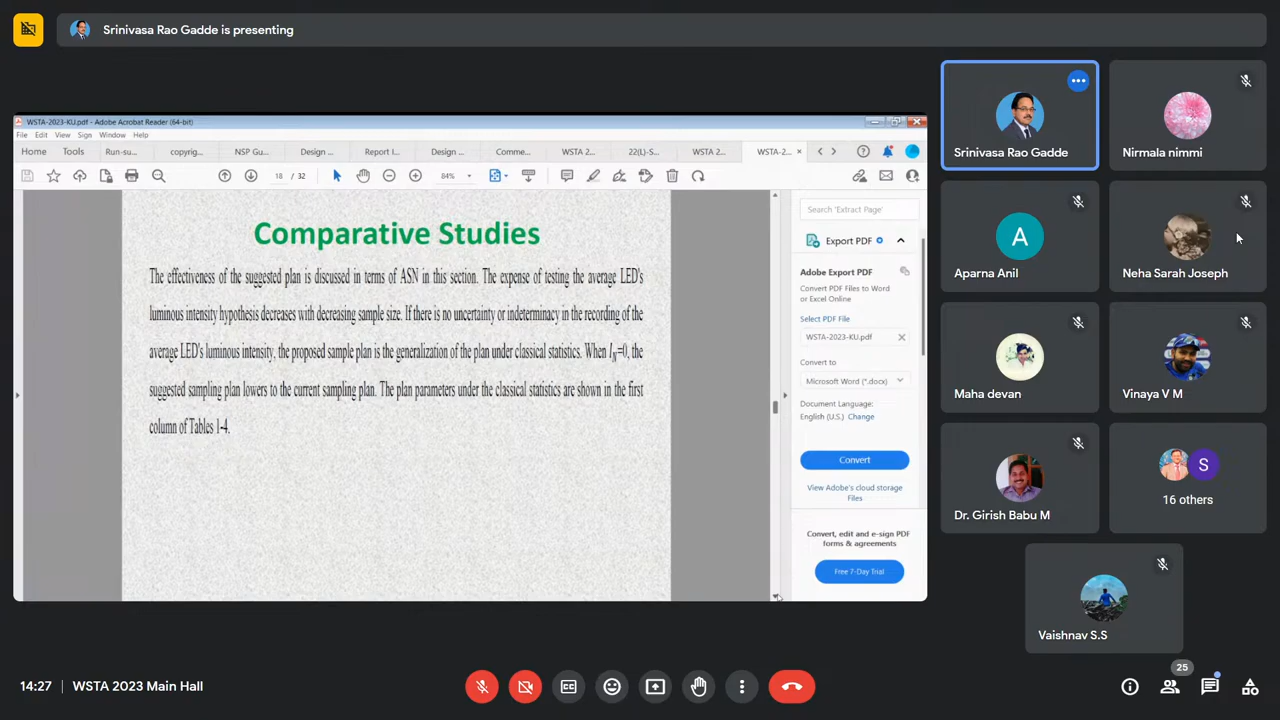 Srinivasa Rao Gadde is presenting
WSTA-2023-KU.pdf - Adobe Acrobat Reader (64-bit)
File Edit View Sign Window Help
Home Tools Run-su... copyrig... NSP Gu... Design ... Report I... Design ... Comme... WSTA 2... 22(L)-S... WSTA 2... WSTA-2... ×
18 / 32 84%
Comparative Studies
The effectiveness of the suggested plan is discussed in terms of ASN in this section. The expense of testing the average LED's
luminous intensity hypothesis decreases with decreasing sample size. If there is no uncertainty or indeterminacy in the recording of the
average LED's luminous intensity, the proposed sample plan is the generalization of the plan under classical statistics. When I_N=0, the
suggested sampling plan lowers to the current sampling plan. The plan parameters under the classical statistics are shown in the first
column of Tables 1-4.
Search 'Extract Page'
Export PDF
Adobe Export PDF
Convert PDF Files to Word
or Excel Online
Select PDF File
WSTA-2023-KU.pdf
Convert to
Microsoft Word (*.docx)
Document Language:
English (U.S.) Change
Convert
View Adobe's cloud storage
Files
Convert, edit and e-sign PDF
forms & agreements
Free 7-Day Trial
Srinivasa Rao Gadde
Nirmala nimmi
A
Aparna Anil
Neha Sarah Joseph
Maha devan
Vinaya V M
Dr. Girish Babu M
S
16 others
Vaishnav S.S
14:27 | WSTA 2023 Main Hall
CC
25